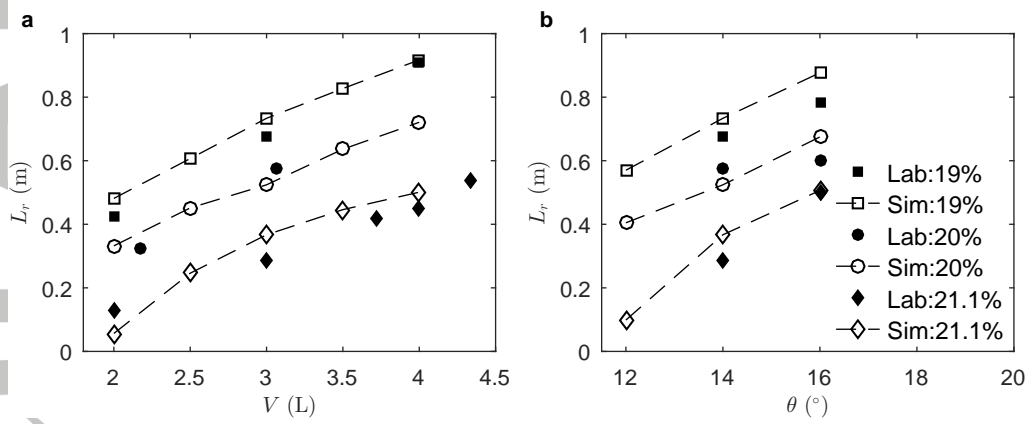 a
1
0.8
0.6
0.4
0.2
0
L_r (m)
2
2.5
3
3.5
4
4.5
V (L)
b
1
0.8
0.6
0.4
0.2
0
L_r (m)
12
14
16
18
20
θ (°)
Lab:19%
Sim:19%
Lab:20%
Sim:20%
Lab:21.1%
Sim:21.1%